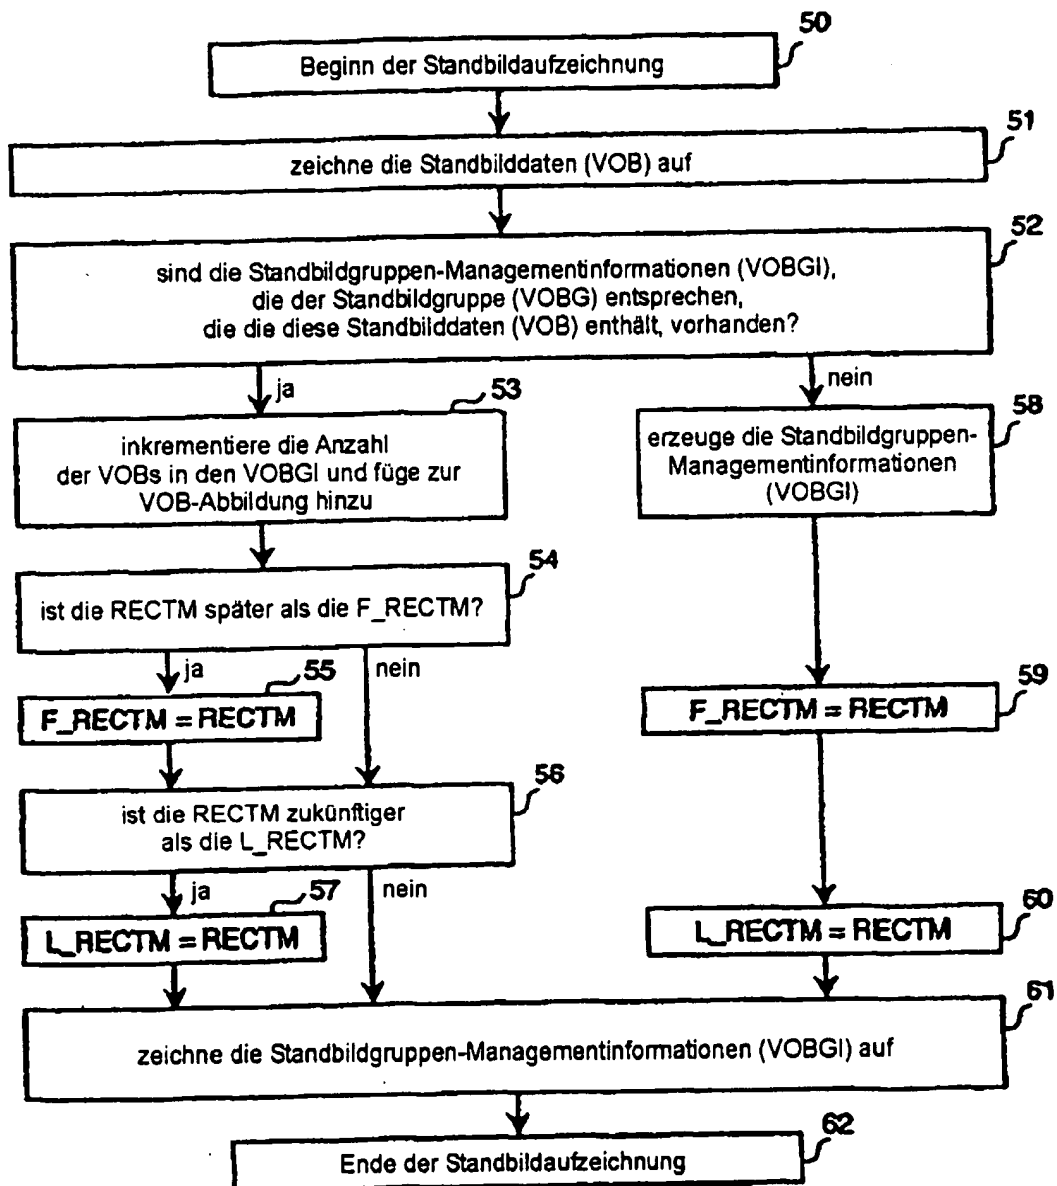 50
Beginn der Standbildaufzeichnung
51
zeichne die Standbilddaten (VOB) auf
52
sind die Standbildgruppen-Managementinformationen (VOBGI),
die der Standbildgruppe (VOBG) entsprechen,
die die diese Standbilddaten (VOB) enthält, vorhanden?
ja
nein
53
inkrementiere die Anzahl
der VOBs in den VOBGI und füge zur
VOB-Abbildung hinzu
58
erzeuge die Standbildgruppen-
Managementinformationen
(VOBGI)
54
ist die RECTM später als die F_RECTM?
ja
nein
55
F_RECTM = RECTM
59
F_RECTM = RECTM
56
ist die RECTM zukünftiger
als die L_RECTM?
ja
nein
57
L_RECTM = RECTM
60
L_RECTM = RECTM
61
zeichne die Standbildgruppen-Managementinformationen (VOBGI) auf
62
Ende der Standbildaufzeichnung